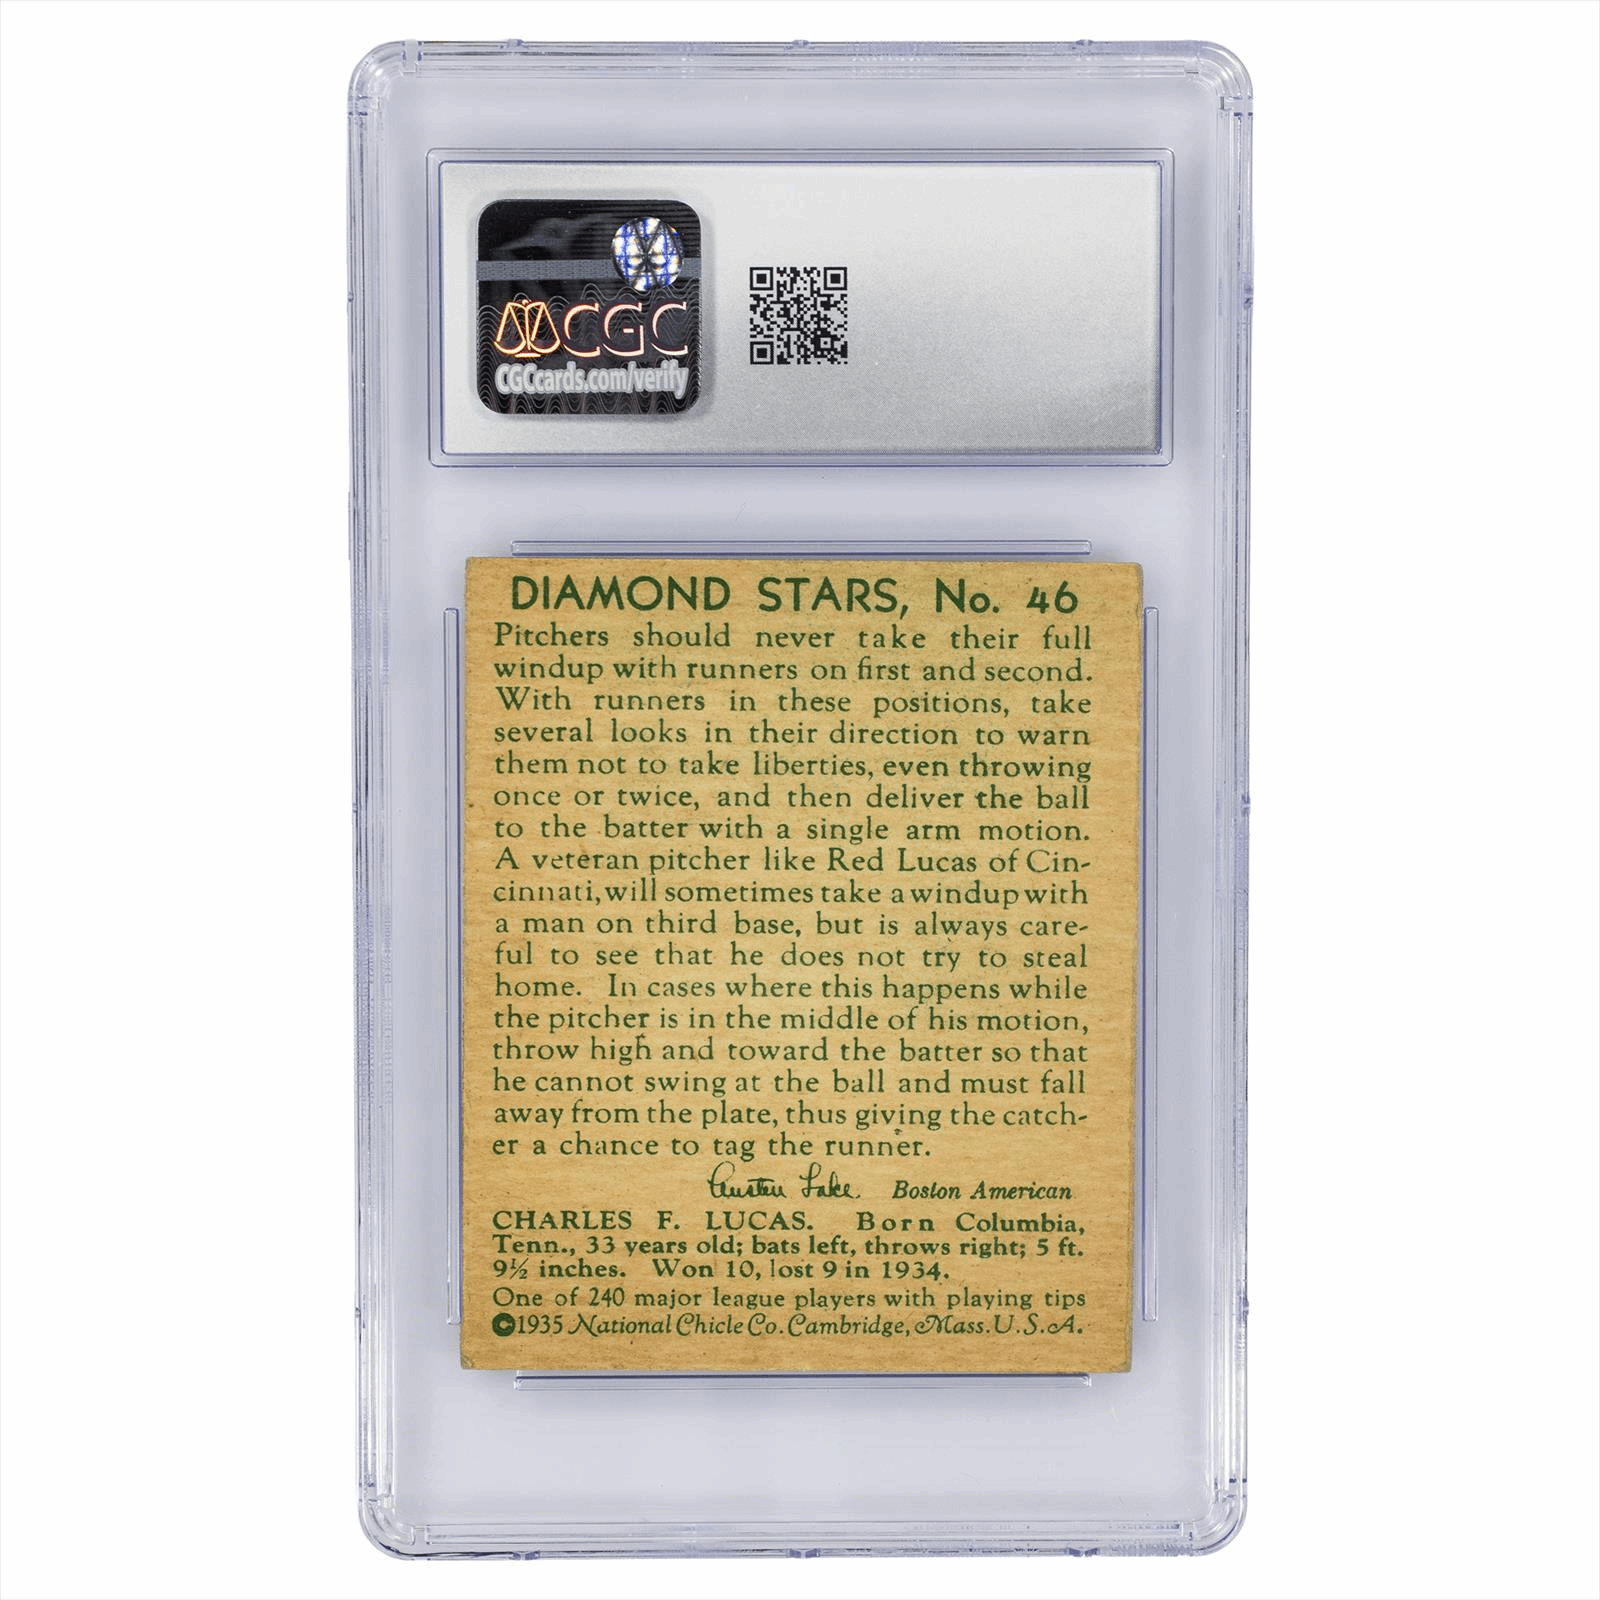 CGC
CGCcards.com/verify
DIAMOND STARS, No. 46
Pitchers should never take their full
windup with runners on first and second.
With runners in these positions, take
several looks in their direction to warn
them not to take liberties, even throwing
once or twice, and then deliver the ball
to the batter with a single arm motion.
A veteran pitcher like Red Lucas of Cin-
cinnati, will sometimes take a windup with
a man on third base, but is always care-
ful to see that he does not try to steal
home. In cases where this happens while
the pitcher is in the middle of his motion,
throw high and toward the batter so that
he cannot swing at the ball and must fall
away from the plate, thus giving the catch-
er a chance to tag the runner.
Austen Lake. Boston American
CHARLES F. LUCAS. Born Columbia,
Tenn., 33 years old; bats left, throws right; 5 ft.
9½ inches. Won 10, lost 9 in 1934.
One of 240 major league players with playing tips
©1935 National Chicle Co. Cambridge, Mass. U.S.A.